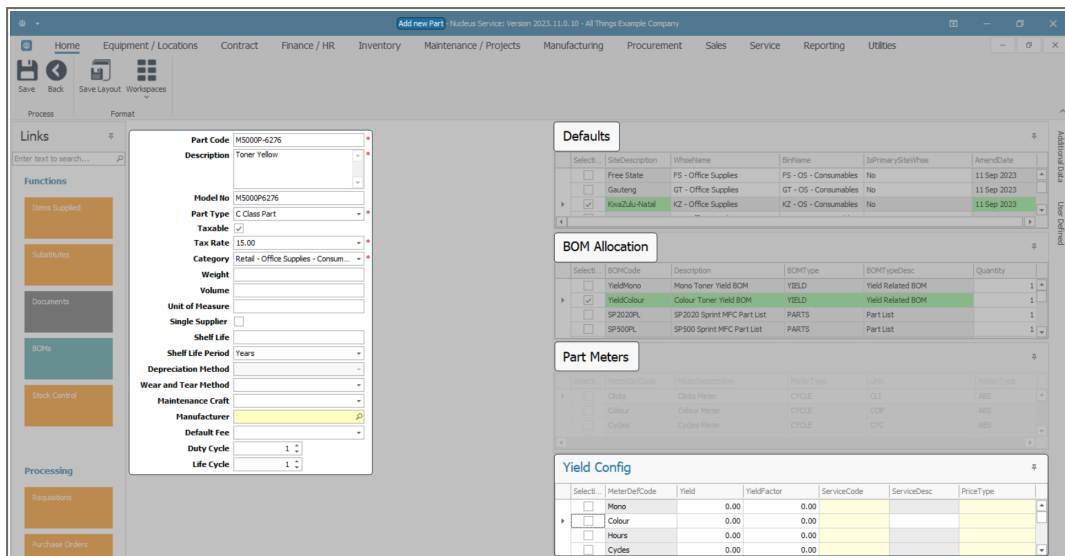 Add new Part - Nucleus Service: Version 2023.11.0.10 - All Things Example Company
Home Equipment / Locations Contract Finance / HR Inventory Maintenance / Projects Manufacturing Procurement Sales Service Reporting Utilities
Save Back Save Layout Workspaces
Process Format
Links
Enter text to search...
Functions
Items Supplied
Substitutes
Documents
BOMs
Stock Control
Processing
Requisitions
Purchase Orders
Part Code M5000P-6276 *
Description Toner Yellow *
Model No M5000P6276
Part Type C Class Part *
Taxable
Tax Rate 15.00 *
Category Retail - Office Supplies - Consum... *
Weight
Volume
Unit of Measure
Single Supplier
Shelf Life
Shelf Life Period Years
Depreciation Method
Wear and Tear Method
Maintenance Craft
Manufacturer
Default Fee
Duty Cycle 1
Life Cycle 1
Defaults
Selecti... SiteDescription WhseName BinName IsPrimarySiteWhse AmendDate
Free State FS - Office Supplies FS - OS - Consumables No 11 Sep 2023
Gauteng GT - Office Supplies GT - OS - Consumables No 11 Sep 2023
KwaZulu-Natal KZ - Office Supplies KZ - OS - Consumables No 11 Sep 2023
BOM Allocation
Selecti... BOMCode Description BOMType BOMTypeDesc Quantity
YieldMono Mono Toner Yield BOM YIELD Yield Related BOM 1
YieldColour Colour Toner Yield BOM YIELD Yield Related BOM 1
SP2020PL SP2020 Sprint MFC Part List PARTS Part List 1
SP500PL SP500 Sprint MFC Part List PARTS Part List 1
Part Meters
Selecti... MeterDefCode MeterDescription MeterType Unit
Clicks Clicks Meter CYCLE CLI ABS
Colour Colour Meter CYCLE COP ABS
Cycles Cycles Meter CYCLE CYC ABS
Yield Config
Selecti... MeterDefCode Yield YieldFactor ServiceCode ServiceDesc PriceType
Mono 0.00 0.00
Colour 0.00 0.00
Hours 0.00 0.00
Cycles 0.00 0.00
Additional Data
User Defined